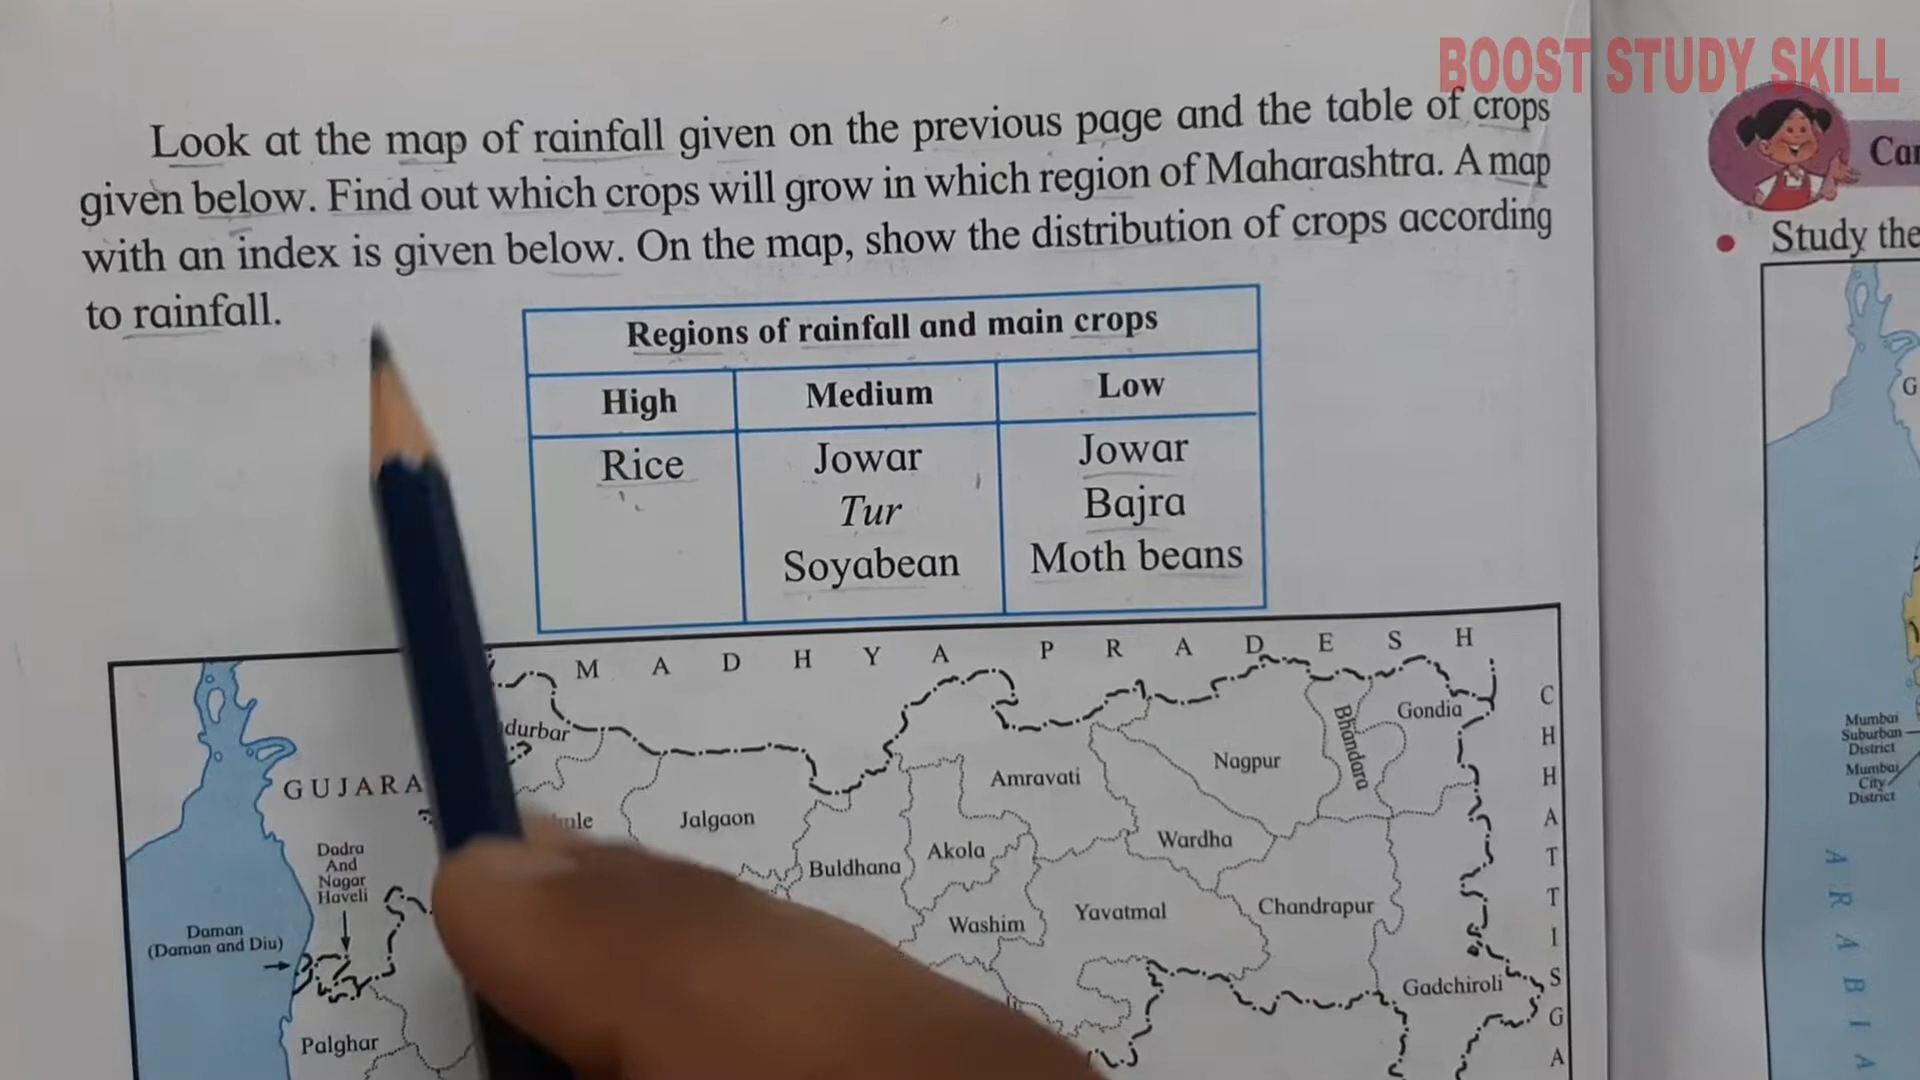 BOOST STUDY SKILL
Look at the map of rainfall given on the previous page and the table of crops
given below. Find out which crops will grow in which region of Maharashtra. A map
with an index is given below. On the map, show the distribution of crops according
to rainfall.
Regions of rainfall and main crops
High Medium Low
Rice Jowar Jowar
Tur Bajra
Soyabean Moth beans
M A D H Y A P R A D E S H
C H H A T T I S G A
durbar
Bhandara
Gondia
GUJARA
Amravati
Nagpur
Jalgaon
Buldhana
Akola
Wardha
Dadra
And
Nagar
Haveli
Washim
Yavatmal
Chandrapur
Daman
(Daman and Diu)
Gadchiroli
Palghar
Study the
G
Mumbai
Suburban
District
Mumbai
City
District
A R A B I A